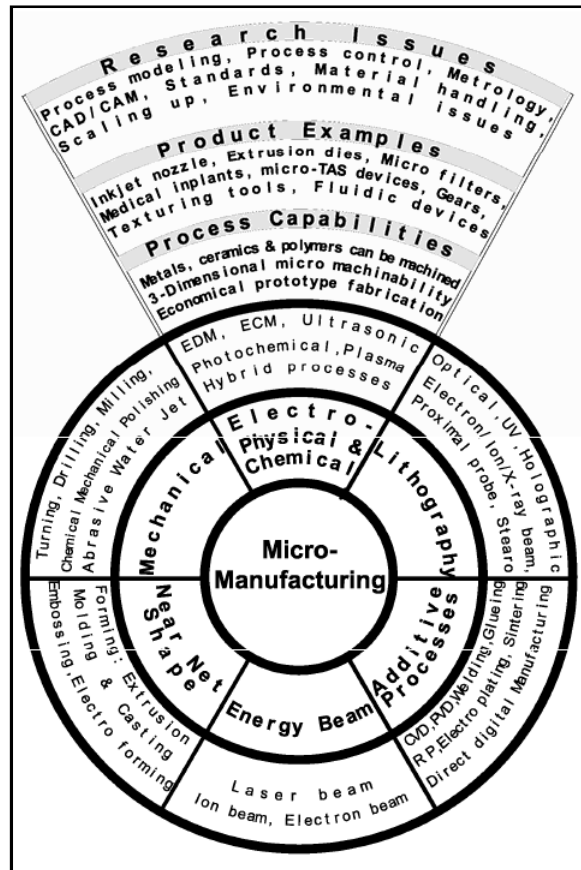 Research Issues
Process modeling, Process control, Metrology,
CAD/CAM, Standards, Material handling,
Scaling up, Environmental issues
Product Examples
Inkjet nozzle, Extrusion dies, Micro filters,
Medical inplants, micro-TAS devices, Gears,
Texturing tools, Fluidic devices
Process Capabilities
Metals, ceramics & polymers can be machined
3-Dimensional micro machinability
Economical prototype fabrication
EDM, ECM, Ultrasonic
Photochemical, Plasma
Hybrid processes
Electro-
Physical &
Chemical
Optical, UV, Holographic
Electron/Ion/X-ray beam,
Proximal probe, Stearo
Lithography
Additive
Processes
CVD,PVD,Welding,Glueing
RP,Electro plating, Sintering
Direct digital Manufacturing
Energy Beam
Laser beam
Ion beam, Electron beam
Near Net
Shape
Forming: Extrusion
Molding & Casting
Embossing, Electro forming
Mechanical
Turning, Drilling, Milling,
Chemical Mechanical Polishing
Abrasive Water Jet
Micro-
Manufacturing